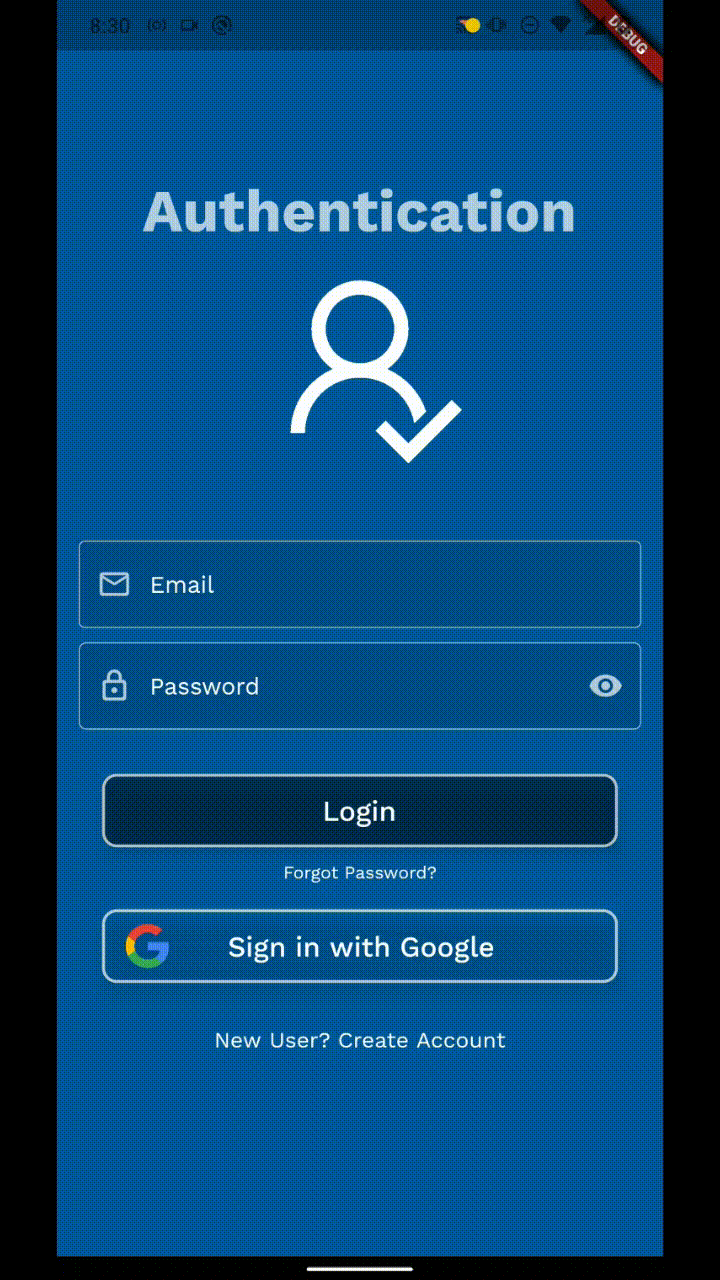 8:30
DEBUG
Authentication
Email
Password
Login
Forgot Password?
Sign in with Google
New User? Create Account